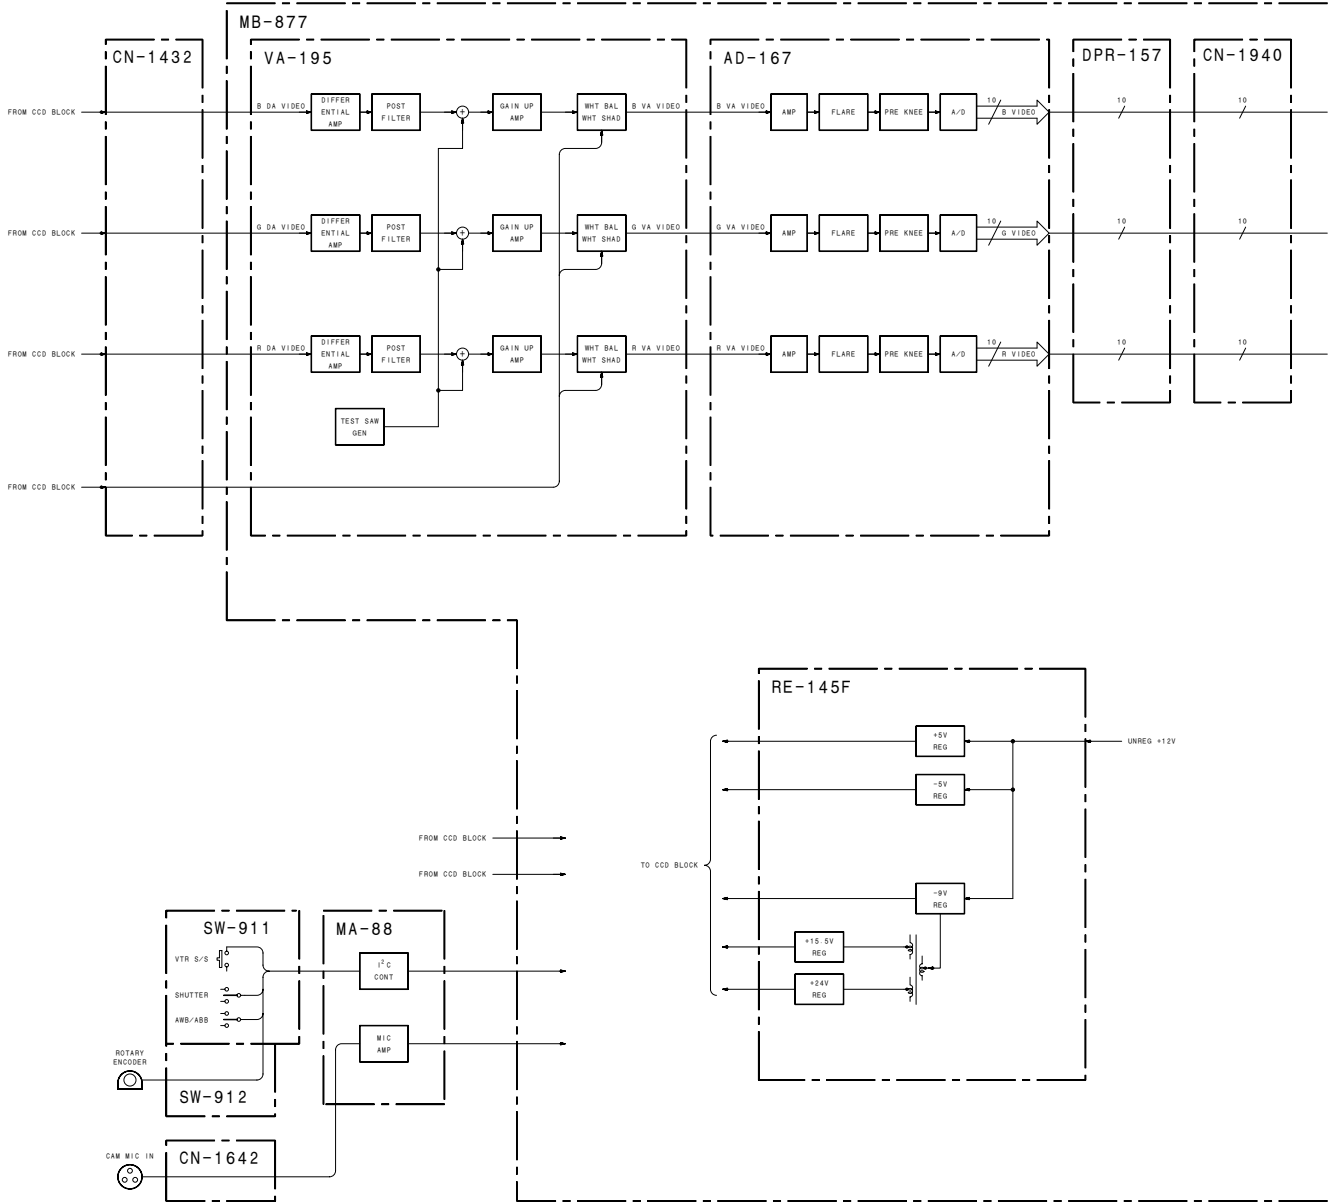 MB-877
CN-1432
VA-195
AD-167
DPR-157
CN-1940
FROM CCD BLOCK
B DA VIDEO
DIFFER
ENTIAL
AMP
POST
FILTER
+
GAIN UP
AMP
WHT BAL
WHT SHAD
B VA VIDEO
B VA VIDEO
AMP
FLARE
PRE KNEE
A/D
10
B VIDEO
10
10
FROM CCD BLOCK
G DA VIDEO
DIFFER
ENTIAL
AMP
POST
FILTER
+
GAIN UP
AMP
WHT BAL
WHT SHAD
G VA VIDEO
G VA VIDEO
AMP
FLARE
PRE KNEE
A/D
10
G VIDEO
10
10
FROM CCD BLOCK
R DA VIDEO
DIFFER
ENTIAL
AMP
POST
FILTER
+
GAIN UP
AMP
WHT BAL
WHT SHAD
R VA VIDEO
R VA VIDEO
AMP
FLARE
PRE KNEE
A/D
10
R VIDEO
10
10
TEST SAW
GEN
FROM CCD BLOCK
RE-145F
+5V
REG
UNREG +12V
-5V
REG
FROM CCD BLOCK
FROM CCD BLOCK
TO CCD BLOCK
-9V
REG
+15.5V
REG
+24V
REG
SW-911
VTR S/S
SHUTTER
AWB/ABB
MA-88
I²C
CONT
MIC
AMP
ROTARY
ENCODER
SW-912
CAM MIC IN
CN-1642